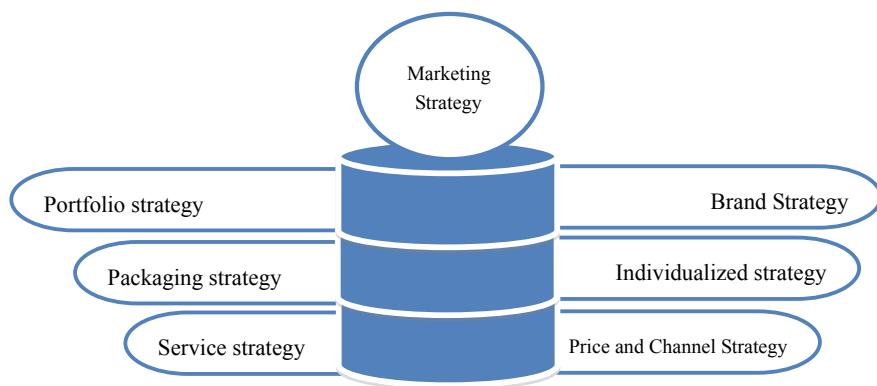 Marketing
Strategy
Portfolio strategy
Brand Strategy
Packaging strategy
Individualized strategy
Service strategy
Price and Channel Strategy